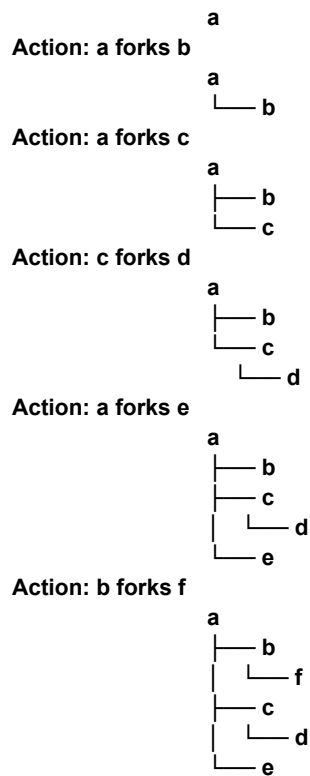 a
Action: a forks b
a
└── b
Action: a forks c
a
├── b
└── c
Action: c forks d
a
├── b
└── c
    └── d
Action: a forks e
a
├── b
├── c
│   └── d
└── e
Action: b forks f
a
├── b
│   └── f
├── c
│   └── d
└── e